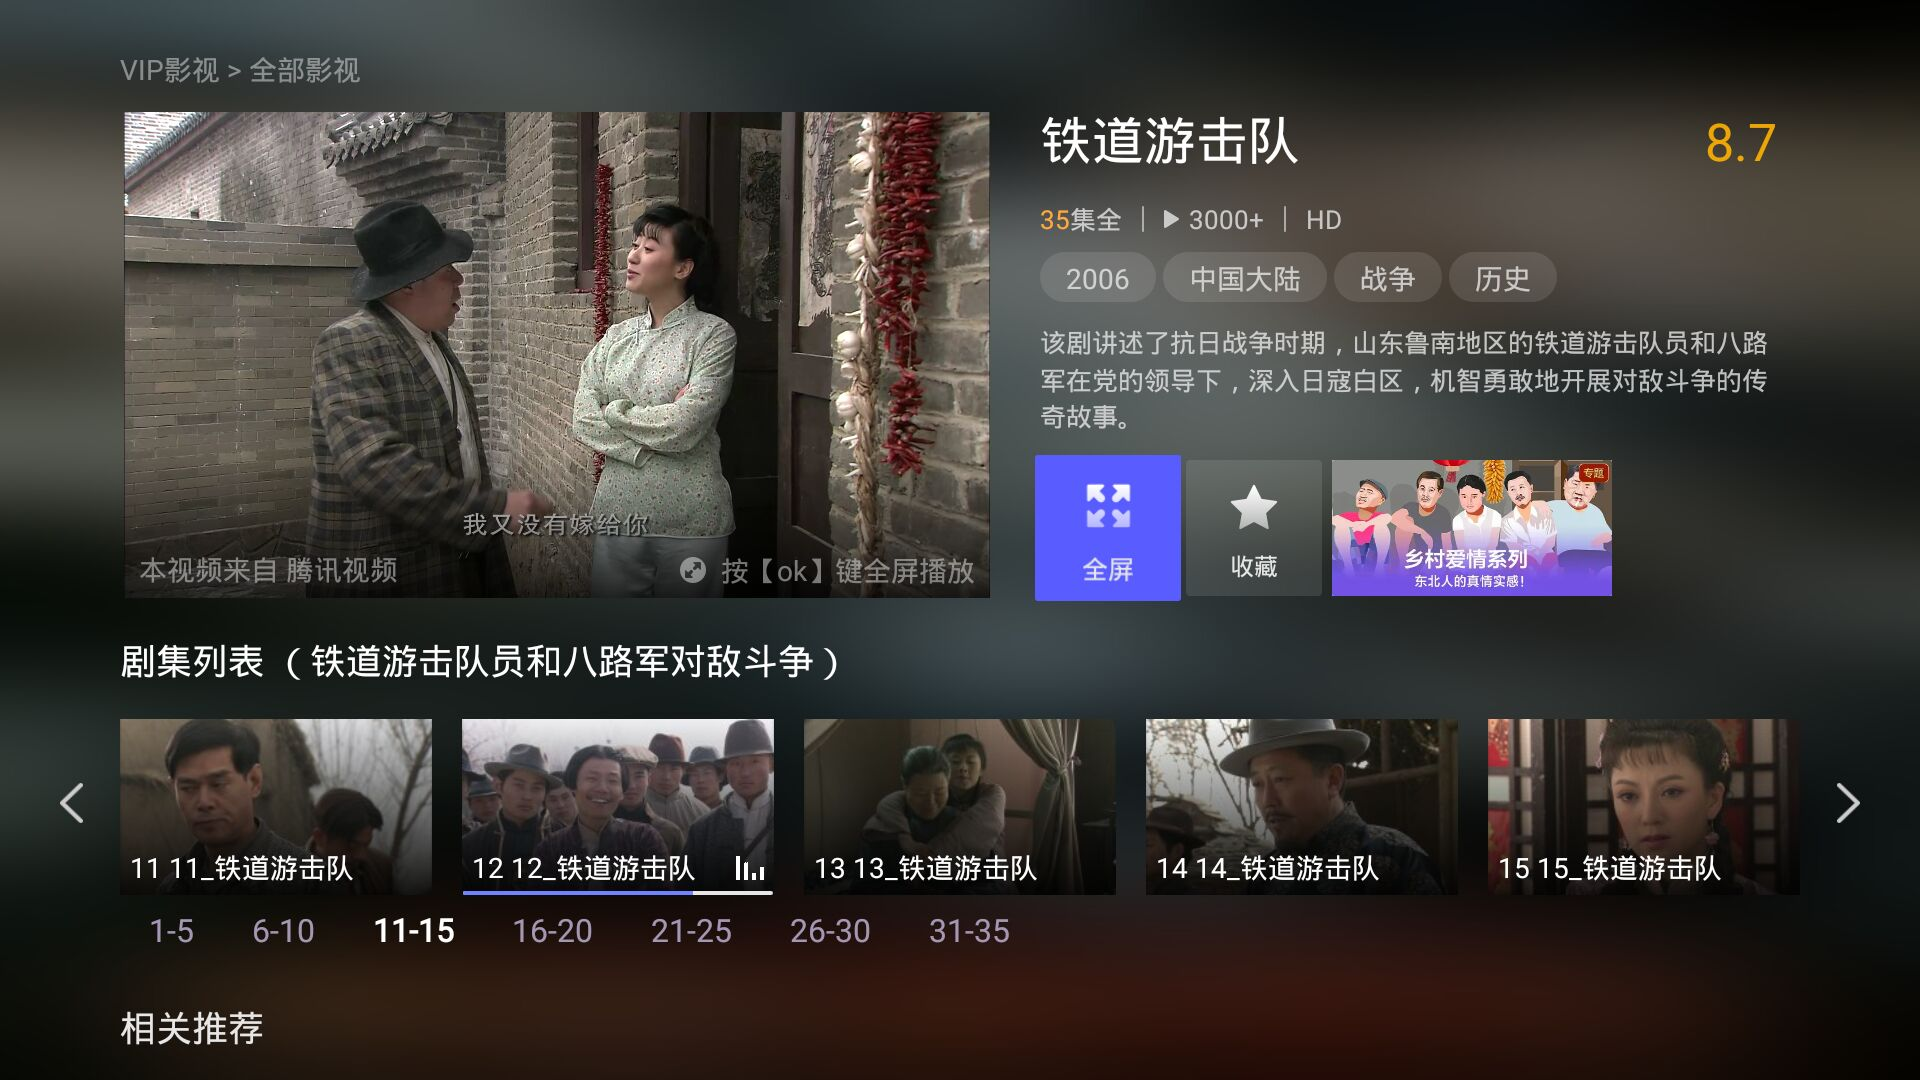 VIP影视 > 全部影视
铁道游击队
8.7
35集全 | ▶ 3000+ | HD
2006 中国大陆 战争 历史
该剧讲述了抗日战争时期，山东鲁南地区的铁道游击队员和八路
军在党的领导下，深入日寇白区，机智勇敢地开展对敌斗争的传
奇故事。
我又没有嫁给你
本视频来自 腾讯视频
按【ok】键全屏播放
全屏
收藏
专题
乡村爱情系列
东北人的真情实感！
剧集列表 （铁道游击队员和八路军对敌斗争）
11 11_铁道游击队
12 12_铁道游击队
13 13_铁道游击队
14 14_铁道游击队
15 15_铁道游击队
1-5 6-10 11-15 16-20 21-25 26-30 31-35
相关推荐